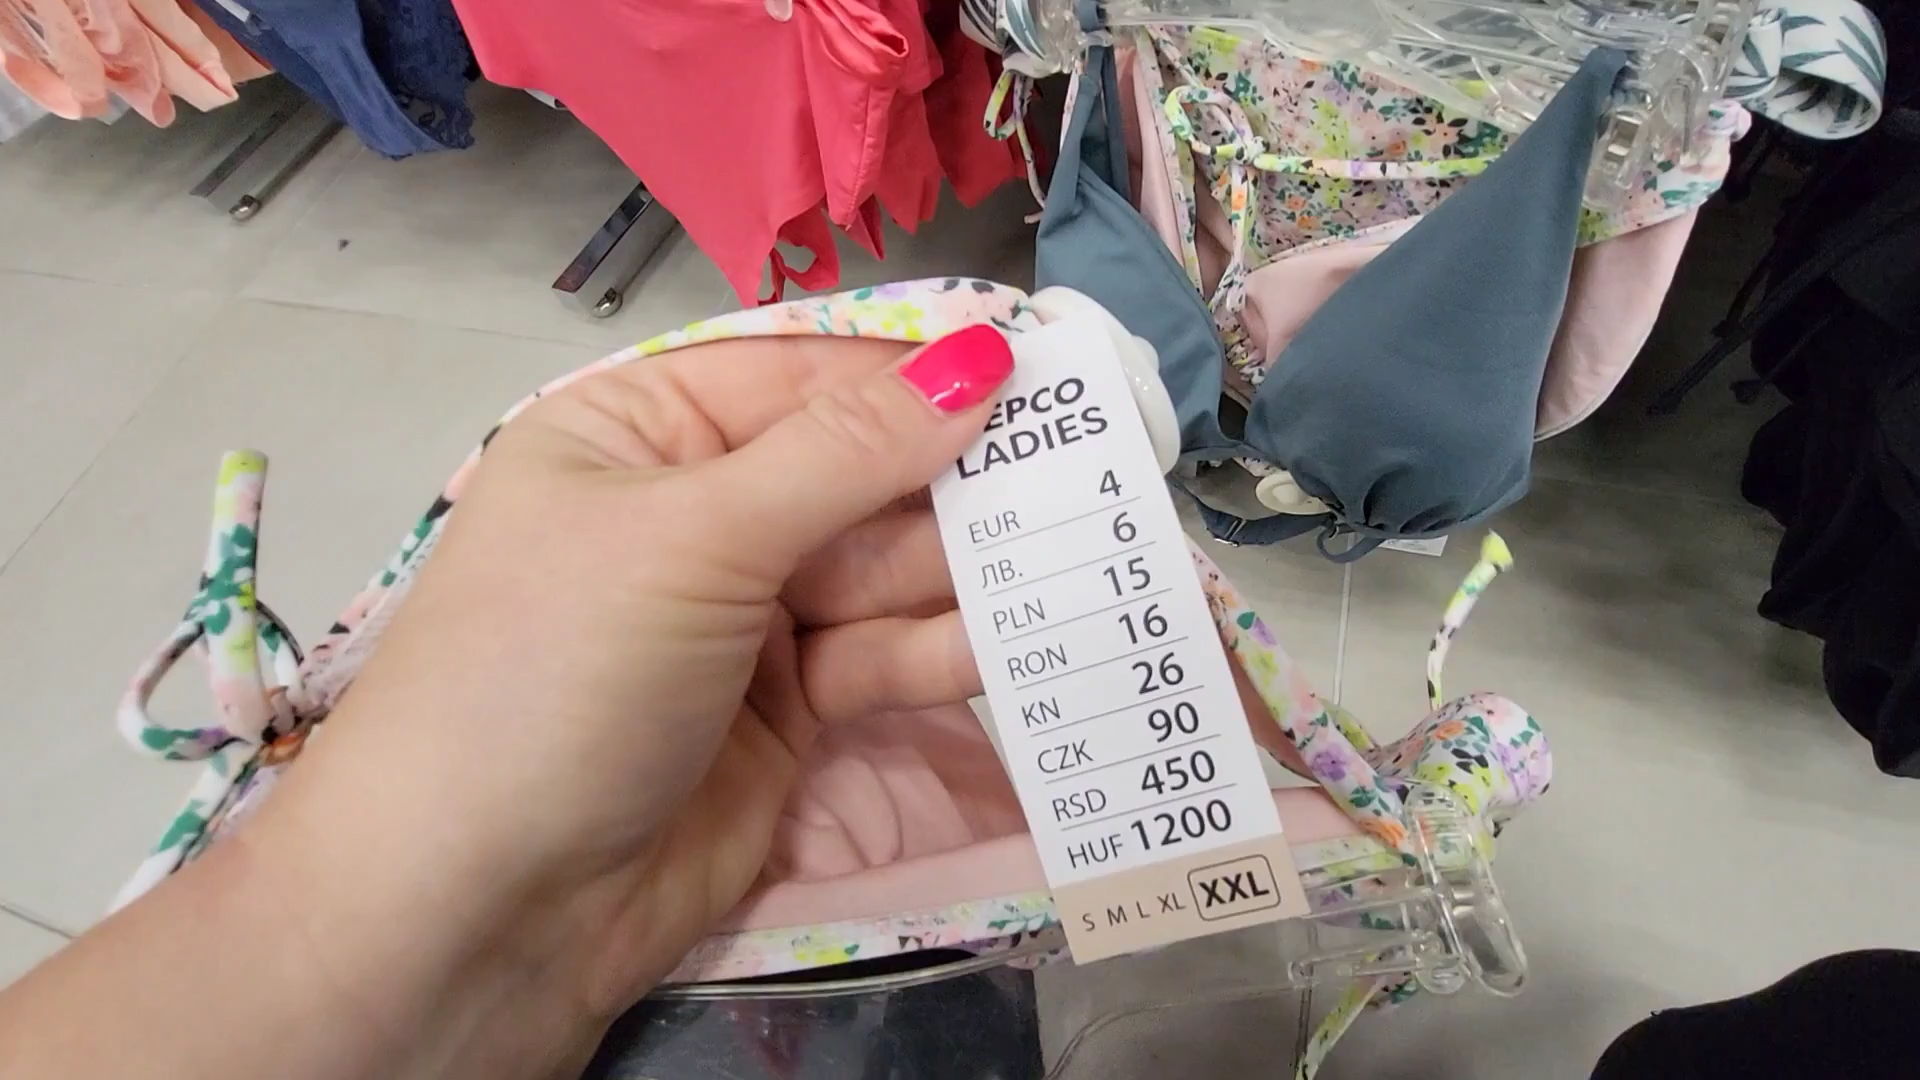 EPCO
LADIES
EUR 4
ЛВ. 6
PLN 15
RON 16
KN 26
CZK 90
RSD 450
HUF 1200
S M L XL XXL